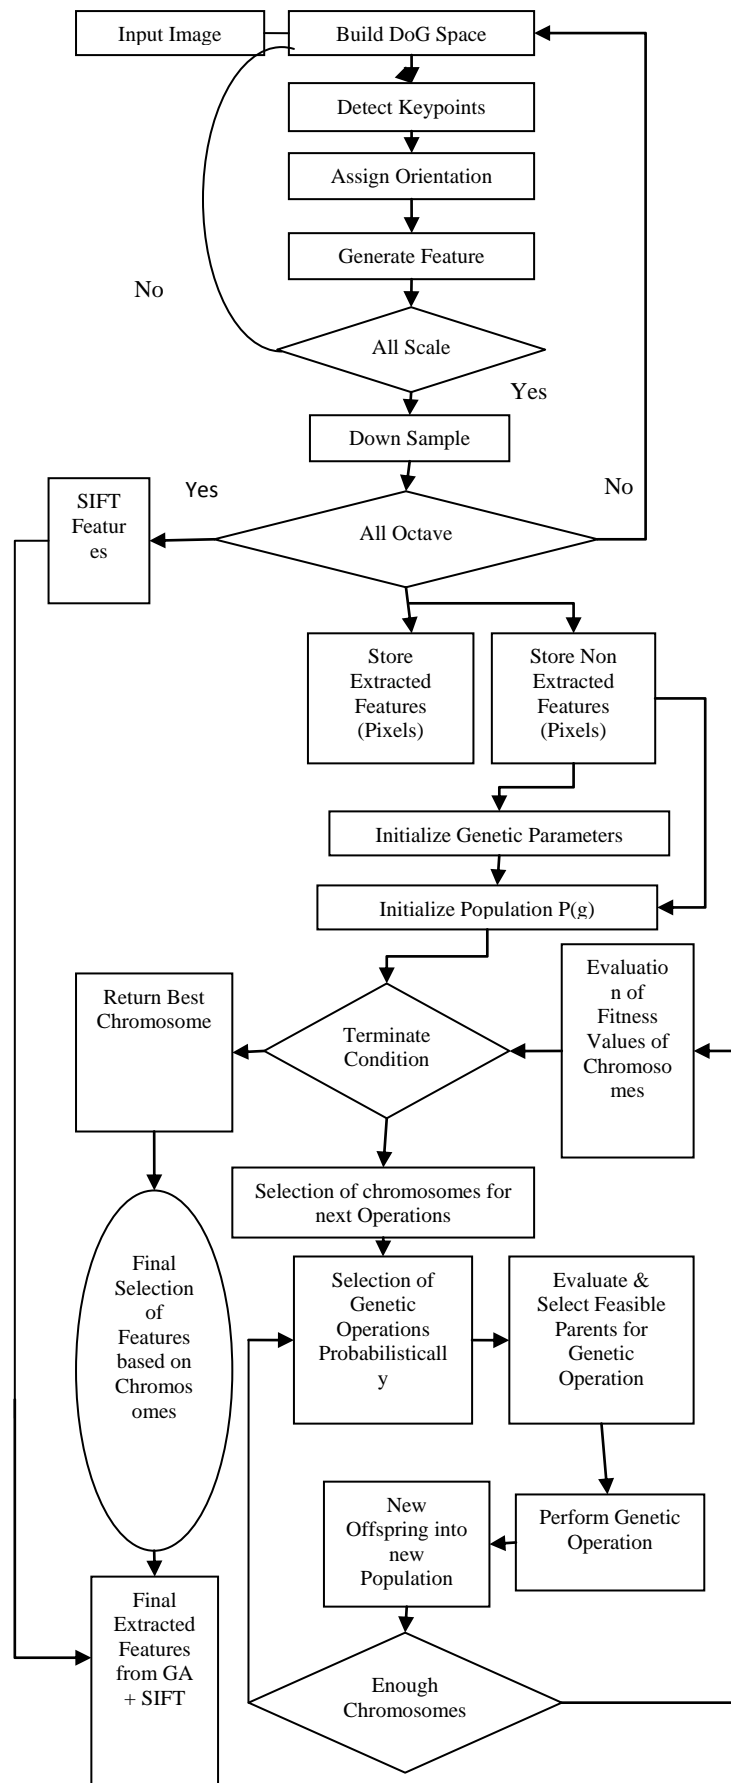 Input Image
Build DoG Space
Detect Keypoints
Assign Orientation
Generate Feature
No
All Scale
Yes
Down Sample
SIFT
Featur
es
Yes
No
All Octave
Store
Extracted
Features
(Pixels)
Store Non
Extracted
Features
(Pixels)
Initialize Genetic Parameters
Initialize Population P(g)
Return Best
Chromosome
Terminate
Condition
Evaluatio
n of
Fitness
Values of
Chromoso
mes
Selection of chromosomes for
next Operations
Final
Selection
of
Features
based on
Chromos
omes
Selection of
Genetic
Operations
Probabilisticall
y
Evaluate &
Select Feasible
Parents for
Genetic
Operation
New
Offspring into
new
Population
Perform Genetic
Operation
Final
Extracted
Features
from GA
+ SIFT
Enough
Chromosomes